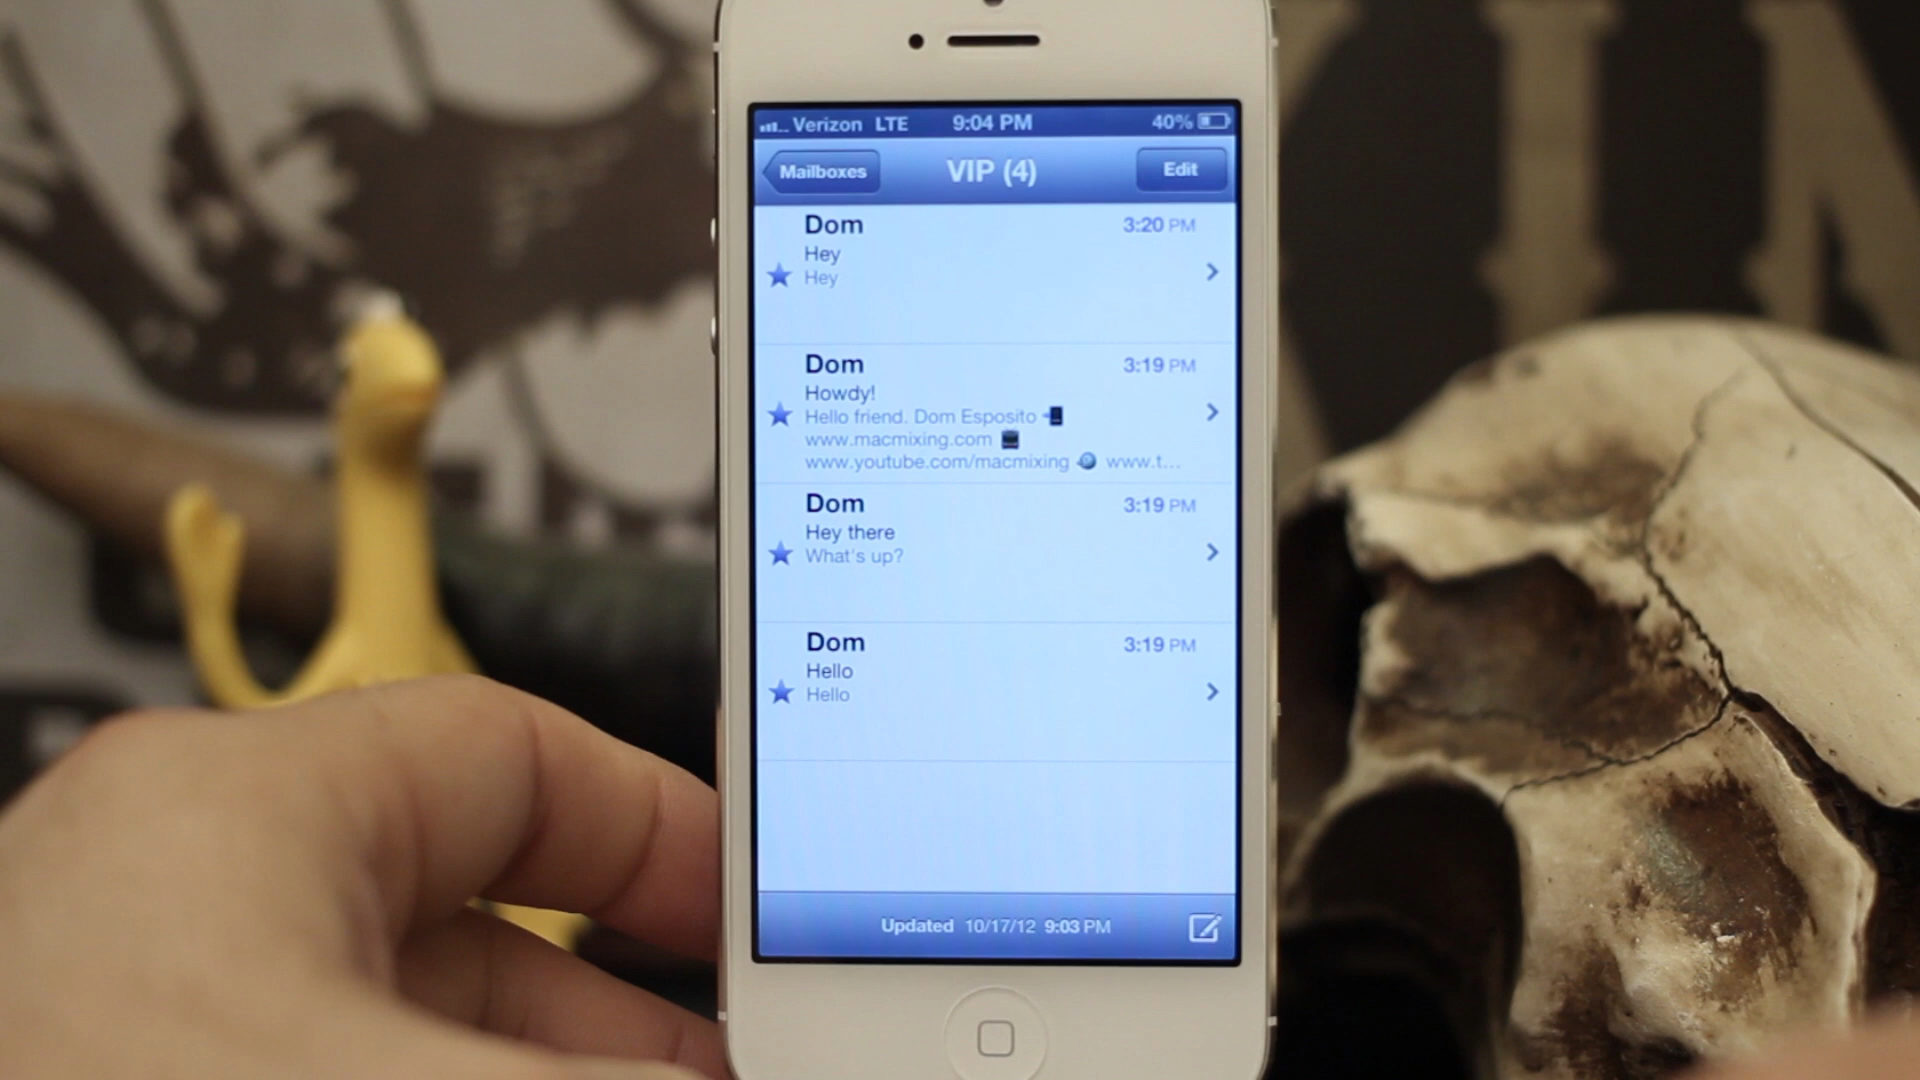 Verizon LTE 9:04 PM 40%
Mailboxes VIP (4) Edit
Dom 3:20 PM
Hey
Hey
Dom 3:19 PM
Howdy!
Hello friend. Dom Esposito
www.macmixing.com
www.youtube.com/macmixing www.t...
Dom 3:19 PM
Hey there
What's up?
Dom 3:19 PM
Hello
Hello
Updated 10/17/12 9:03 PM